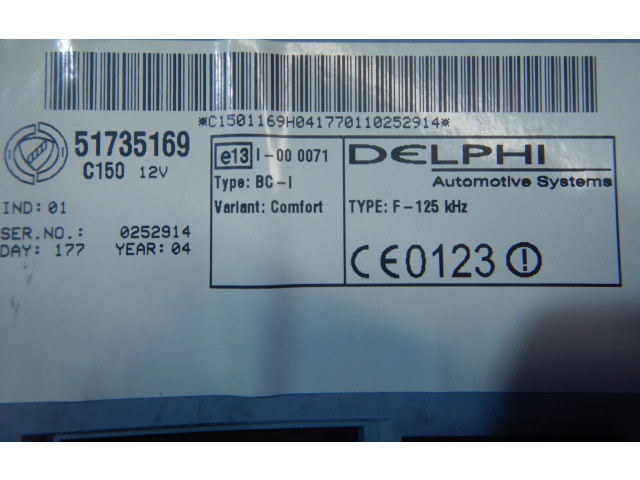 *C1501169H041770110252914*
51735169
C150 12V
IND: 01
SER.NO.: 0252914
DAY: 177 YEAR: 04
e13 I-00 0071
Type: BC-I
Variant: Comfort
DELPHI
Automotive Systems
TYPE: F-125 kHz
CE0123